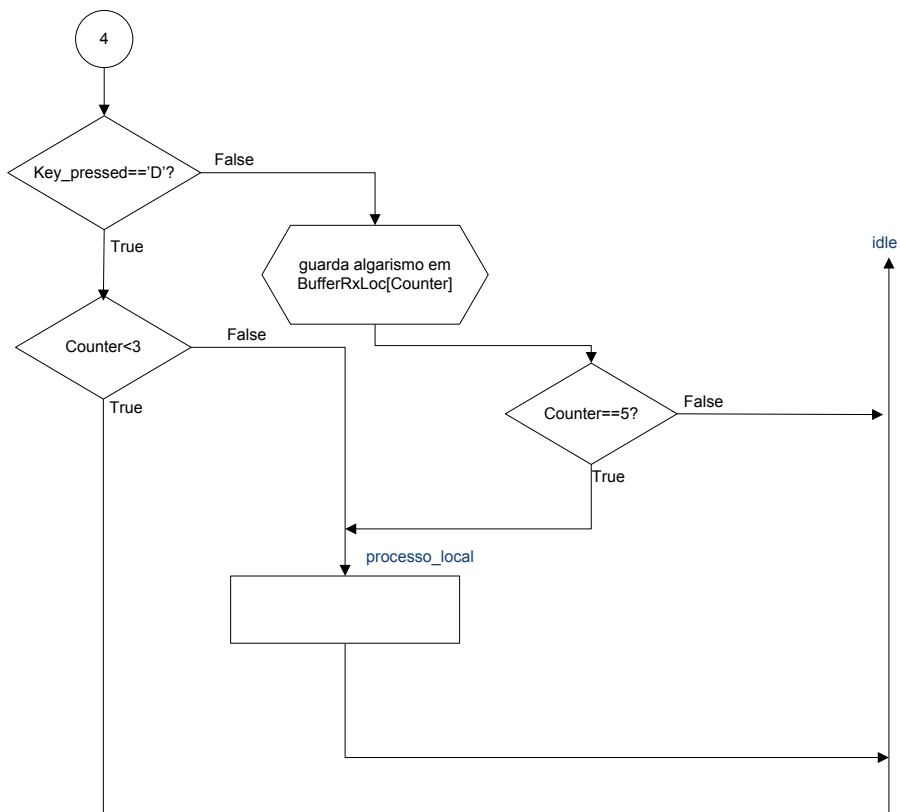 4
Key_pressed=='D'?
False
True
guarda algarismo em
BufferRxLoc[Counter]
idle
Counter<3
False
True
Counter==5?
False
True
processo_local